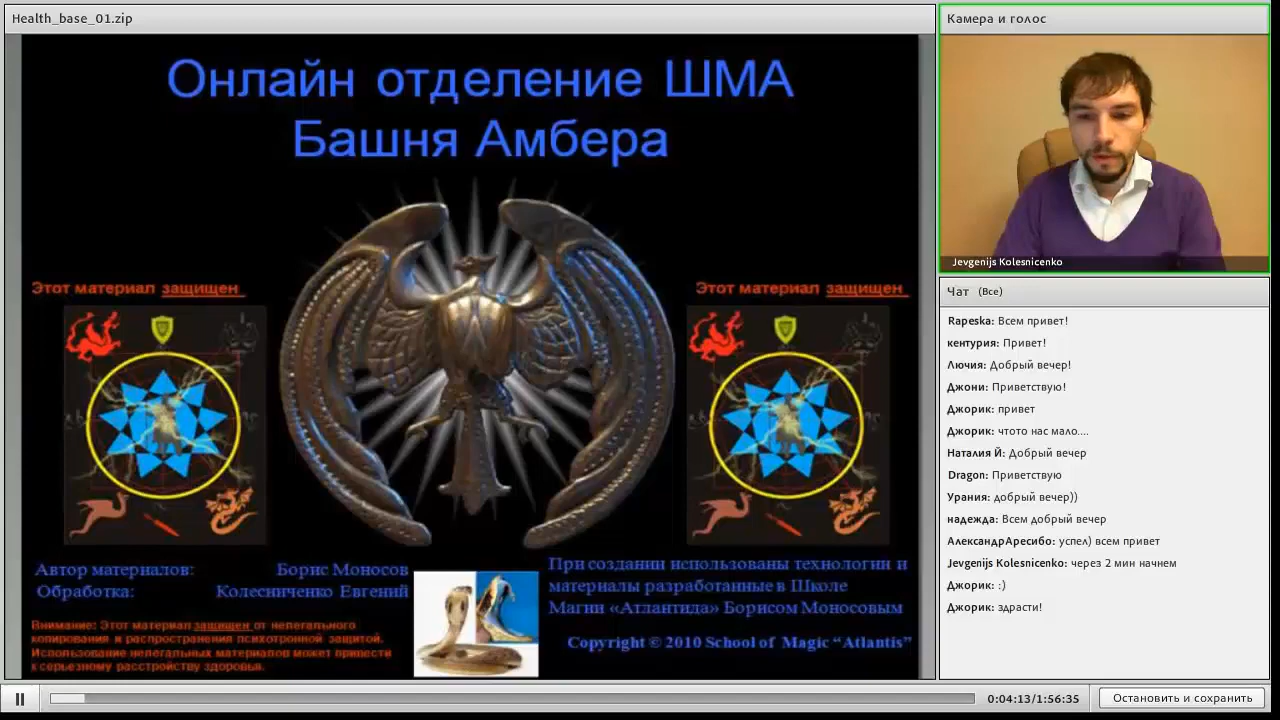 Health_base_01.zip
Онлайн отделение ШМА
Башня Амбера
Этот материал защищен
Этот материал защищен
Автор материалов: Борис Моносов
Обработка: Колесниченко Евгений
Внимание: Этот материал защищен от нелегального
копирования и распространения психотронной защитой.
Использование нелегальных материалов может привести
к серьезному расстройству здоровья.
При создании использованы технологии и
материалы разработанные в Школе
Магии «Атлантида» Борисом Моносовым
Copyright © 2010 School of Magic “Atlantis”
Камера и голос
Jevgenijs Kolesnicenko
Чат (Все)
Rapeska: Всем привет!
кентурия: Привет!
Лючия: Добрый вечер!
Джони: Приветствую!
Джорик: привет
Джорик: чтото нас мало....
Наталия Й: Добрый вечер
Dragon: Приветствую
Урания: добрый вечер))
надежда: Всем добрый вечер
АлександрАресибо: успел) всем привет
Jevgenijs Kolesnicenko: через 2 мин начнем
Джорик: :)
Джорик: здрасти!
0:04:13/1:56:35
Остановить и сохранить